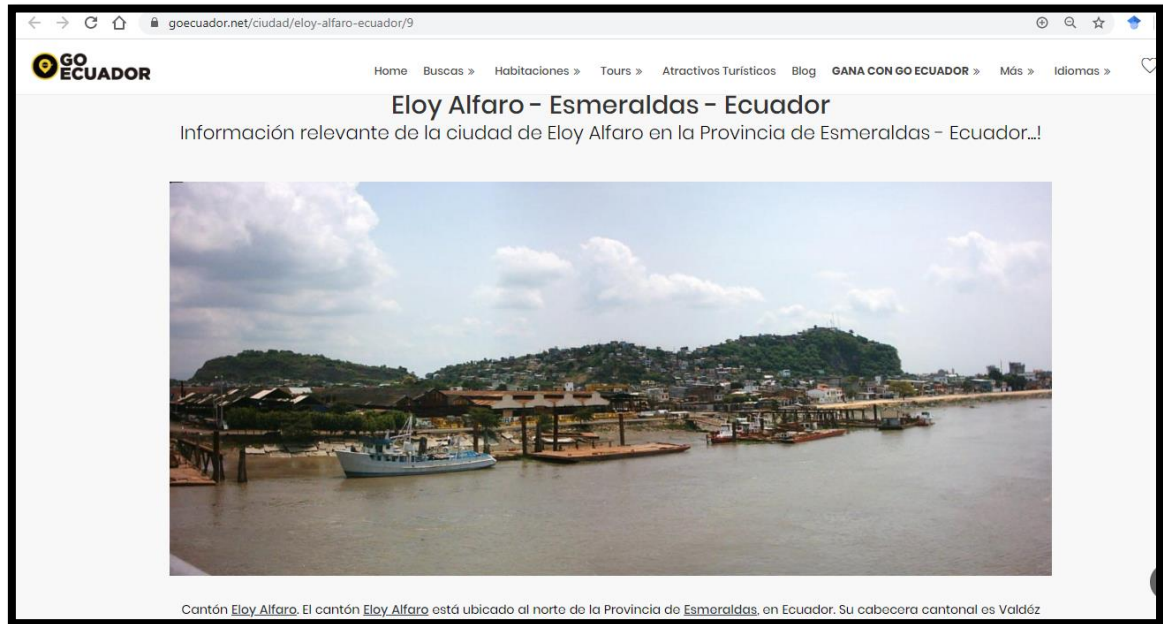 goecuador.net/ciudad/eloy-alfaro-ecuador/9
GO ECUADOR
Home Buscas » Habitaciones » Tours » Atractivos Turísticos Blog GANA CON GO ECUADOR » Más » Idiomas »
Eloy Alfaro - Esmeraldas - Ecuador
Información relevante de la ciudad de Eloy Alfaro en la Provincia de Esmeraldas - Ecuador...!
Cantón Eloy Alfaro. El cantón Eloy Alfaro está ubicado al norte de la Provincia de Esmeraldas, en Ecuador. Su cabecera cantonal es Valdéz